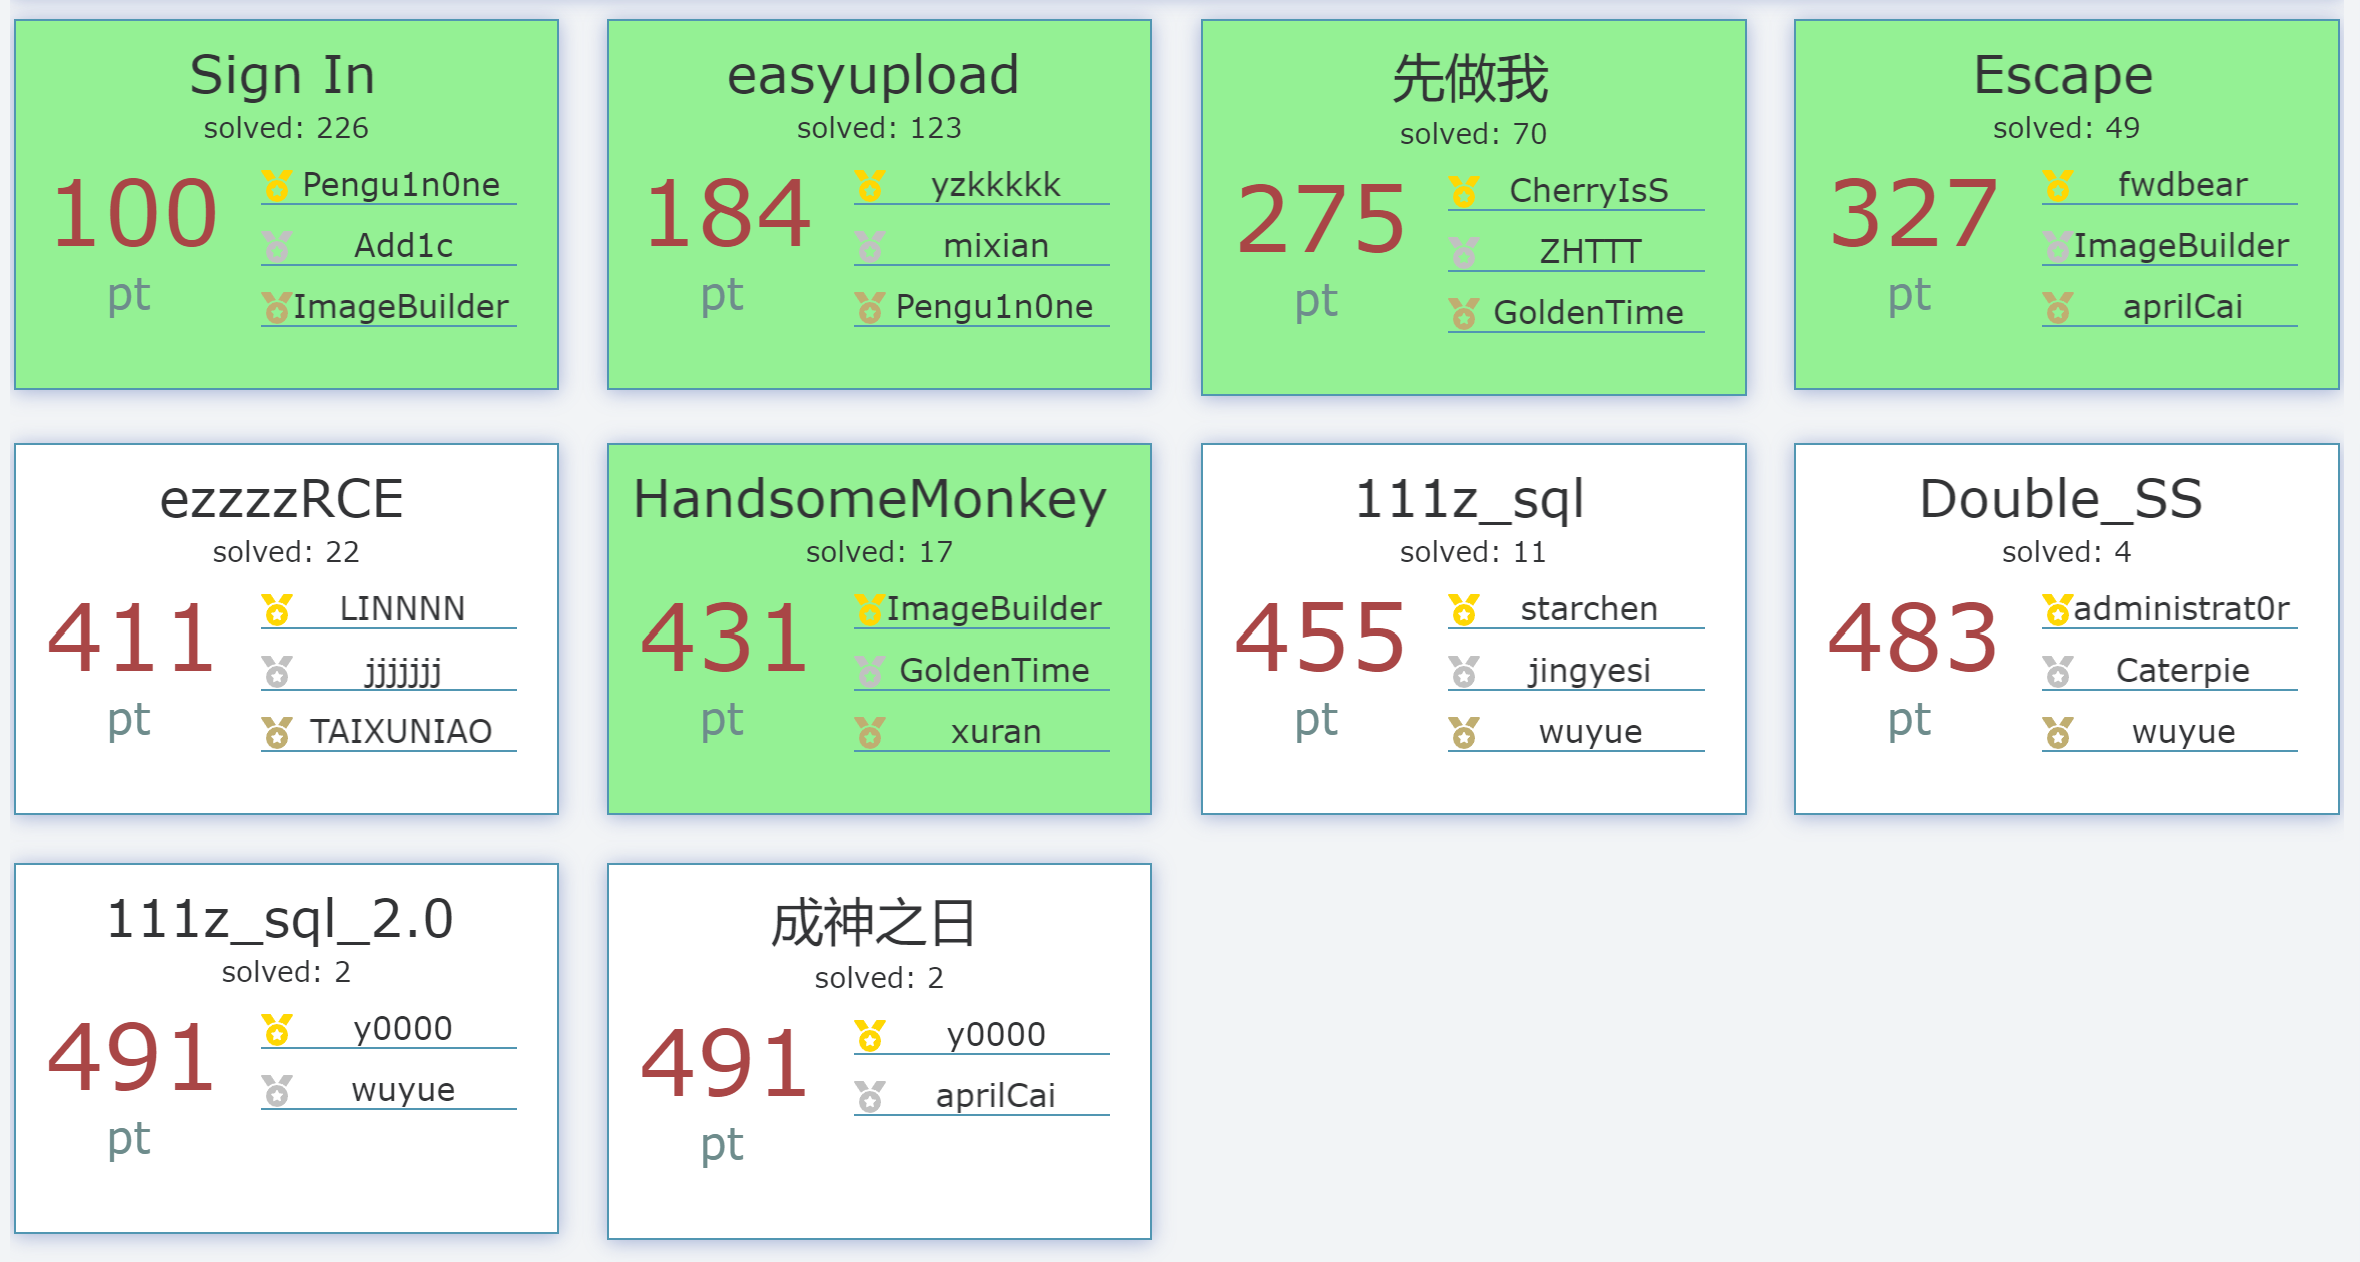 Sign In
solved: 226
100
pt
Pengu1n0ne
Add1c
ImageBuilder
easyupload
solved: 123
184
pt
yzkkkkk
mixian
Pengu1n0ne
先做我
solved: 70
275
pt
CherryIsS
ZHTTT
GoldenTime
Escape
solved: 49
327
pt
fwdbear
ImageBuilder
aprilCai
ezzzzRCE
solved: 22
411
pt
LINNNN
jjjjjjj
TAIXUNIAO
HandsomeMonkey
solved: 17
431
pt
ImageBuilder
GoldenTime
xuran
111z_sql
solved: 11
455
pt
starchen
jingyesi
wuyue
Double_SS
solved: 4
483
pt
administrat0r
Caterpie
wuyue
111z_sql_2.0
solved: 2
491
pt
y0000
wuyue
成神之日
solved: 2
491
pt
y0000
aprilCai